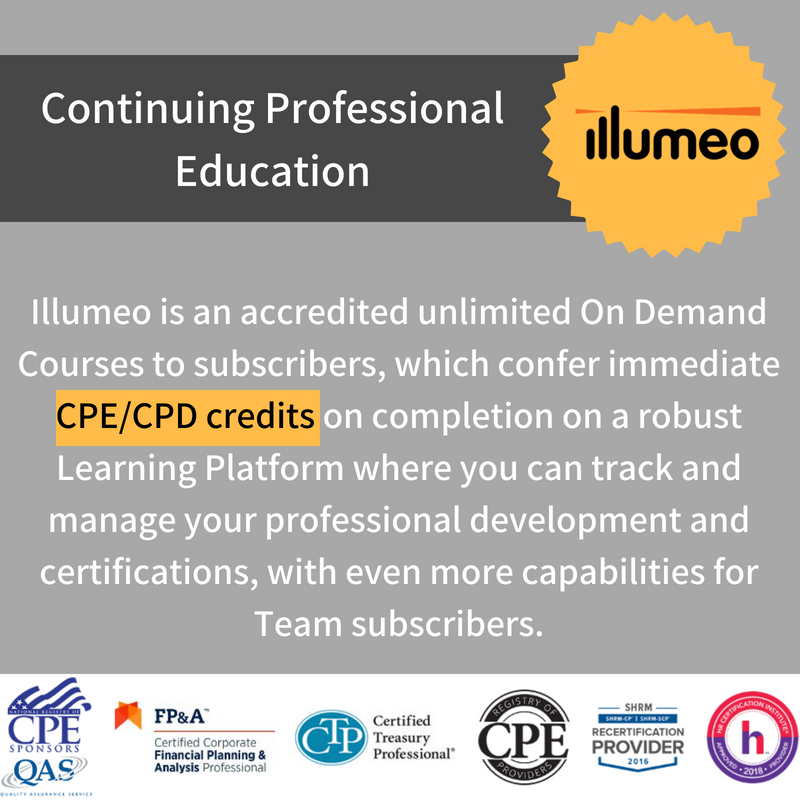 Continuing Professional
Education
illumeo
Illumeo is an accredited unlimited On Demand
Courses to subscribers, which confer immediate
CPE/CPD credits on completion on a robust
Learning Platform where you can track and
manage your professional development and
certifications, with even more capabilities for
Team subscribers.
NATIONAL REGISTRY OF
CPE
SPONSORS
QAS
QUALITY ASSURANCE SERVICE
FP&A™
Certified Corporate
Financial Planning &
Analysis Professional
CTP
Certified
Treasury
Professional®
REGISTRY OF
CPE
PROVIDERS
SHRM
SHRM-CP® | SHRM-SCP®
RECERTIFICATION
PROVIDER
2016
HR CERTIFICATION INSTITUTE®
h
APPROVED • 2018 • PROVIDER